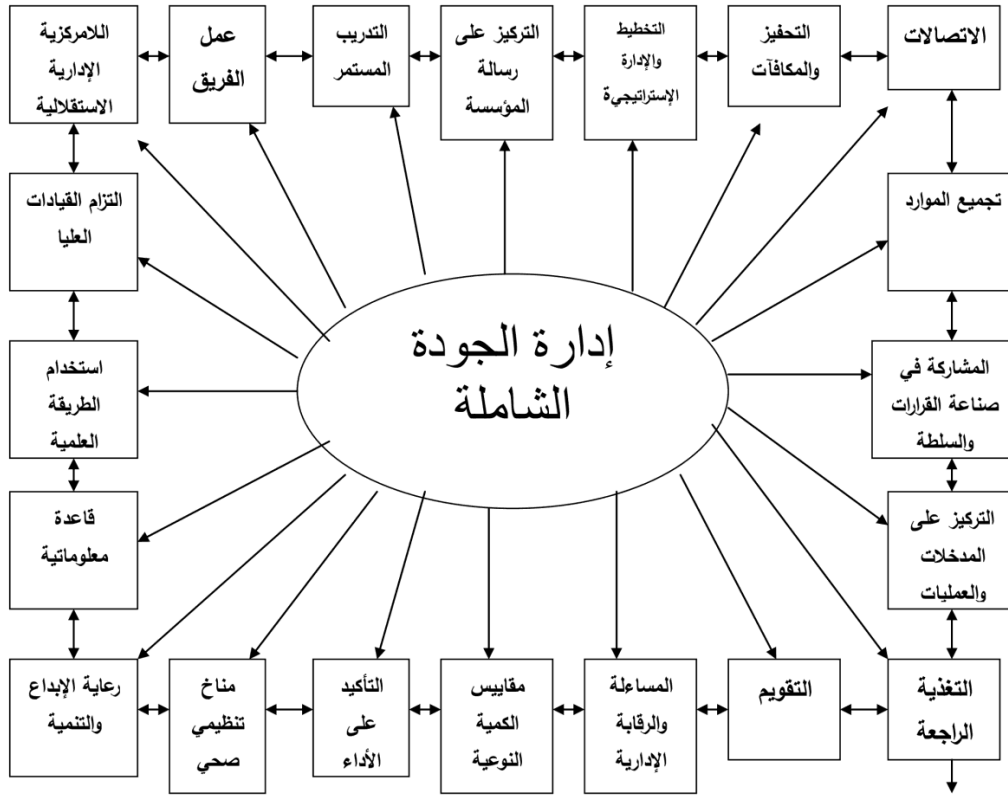 الاتصالات
التحفيز
والمكافآت
التخطيط
والإدارة
الإستراتيجية
التركيز على
رسالة
المؤسسة
التدريب
المستمر
عمل
الفريق
اللامركزية
الإدارية
الاستقلالية
تجميع الموارد
التزام القيادات
العليا
إدارة الجودة
الشاملة
المشاركة في
صناعة القرارات
والسلطة
استخدام
الطريقة
العلمية
التركيز على
المدخلات
والعمليات
قاعدة
معلوماتية
التغذية
الراجعة
التقويم
المساءلة
والرقابة
الإدارية
مقاييس
الكمية
النوعية
التأكيد
على
الأداء
مناخ
تنظيمي
صحي
رعاية الإبداع
والتنمية